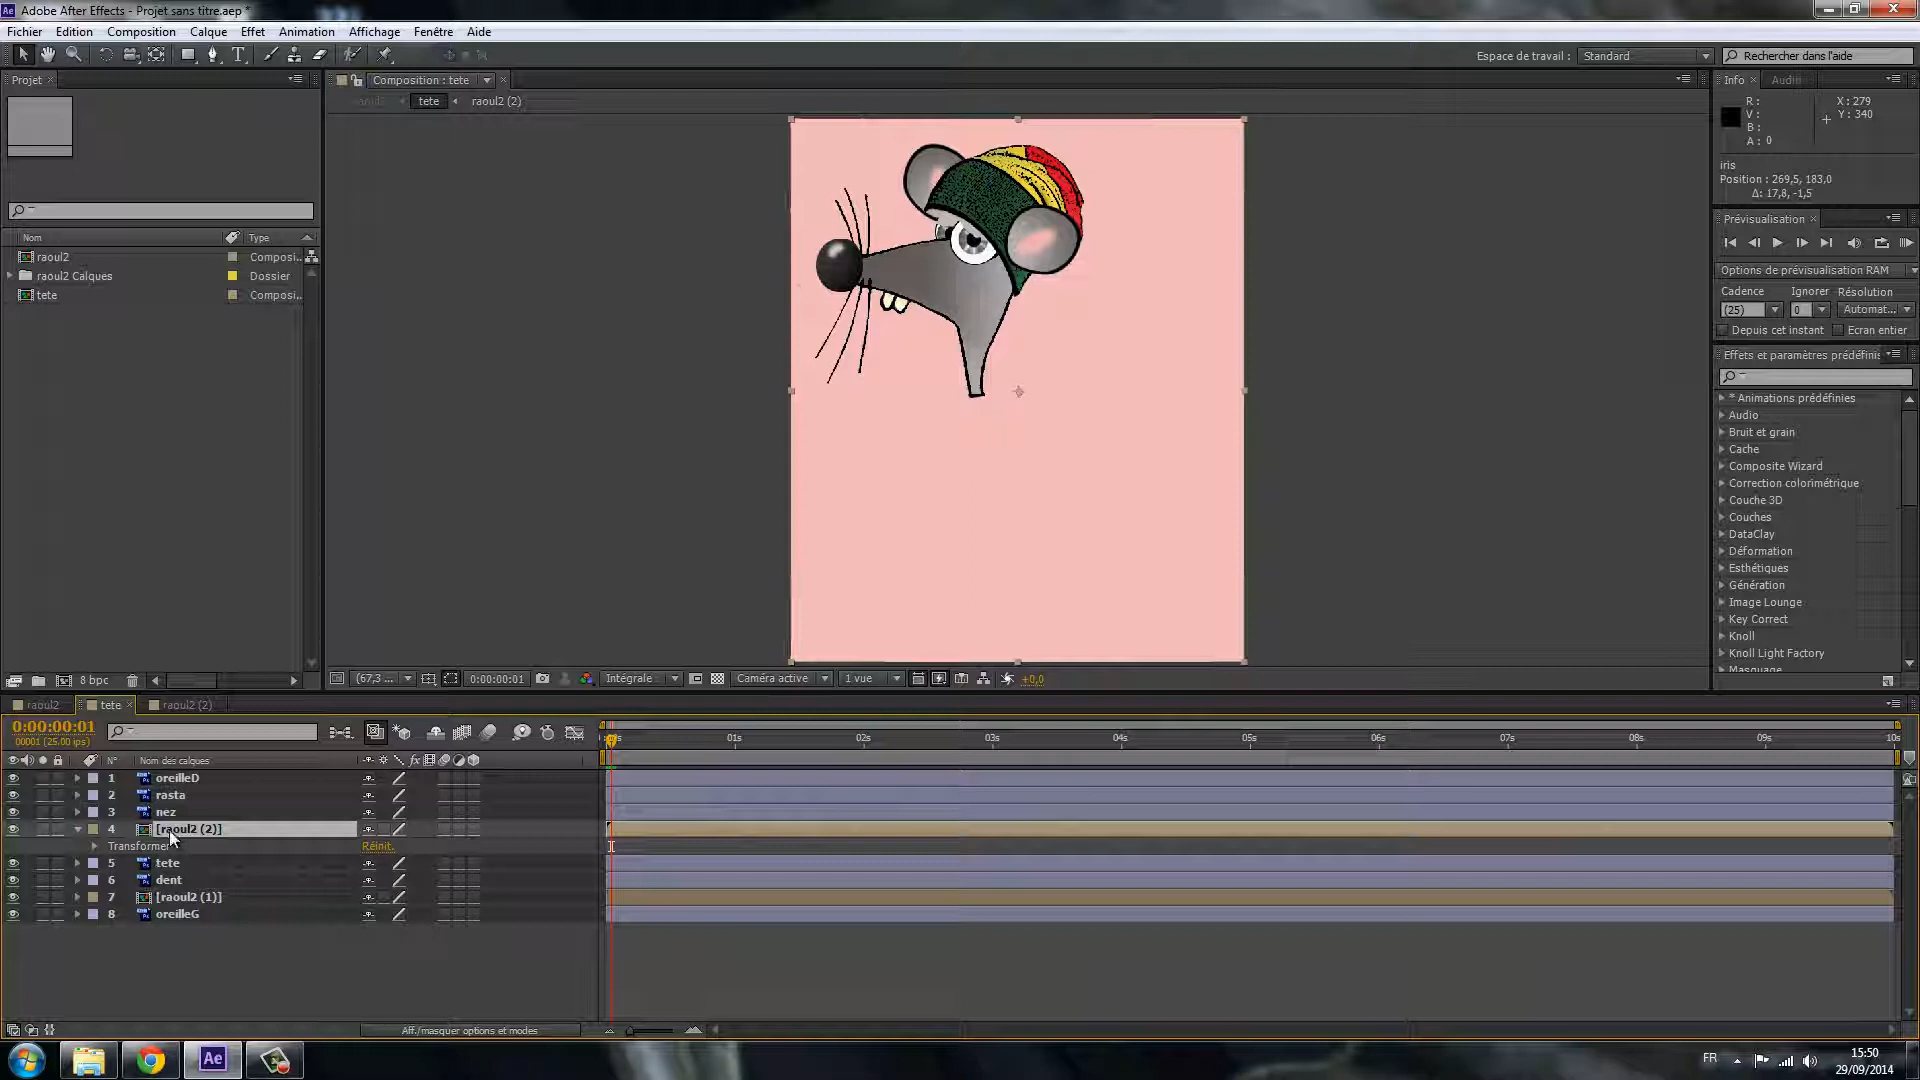 Adobe After Effects - Projet sans titre.aep *
Fichier Edition Composition Calque Effet Animation Affichage Fenêtre Aide
Espace de travail : Standard Rechercher dans l'aide
Projet
Composition : tete
tete raoul2 (2)
Info Audio
R : X : 279
V : Y : 340
B :
A : 0
iris
Position : 269,5, 183,0
Δ: 17,8, -1,5
Prévisualisation
Nom Type
raoul2 Composi...
raoul2 Calques Dossier
tete Composi...
Options de prévisualisation RAM
Cadence Ignorer Résolution
(25) 0 Automat...
Depuis cet instant Ecran entier
Effets et paramètres prédéfinis
* Animations prédéfinies
Audio
Bruit et grain
Cache
Composite Wizard
Correction colorimétrique
Couche 3D
Couches
DataClay
Déformation
Esthétiques
Génération
Image Lounge
Key Correct
Knoll
Knoll Light Factory
Masquage
8 bpc
(67,3 ... 0:00:00:01 Intégrale Caméra active 1 vue +0,0
raoul2 tete raoul2 (2)
0:00:00:01
00001 (25.00 ips)
N° Nom des calques fx
01s 02s 03s 04s 05s 06s 07s 08s 09s 10s
1 oreilleD
2 rasta
3 nez
4 [raoul2 (2)]
Transformer Réinit.
5 tete
6 dent
7 [raoul2 (1)]
8 oreilleG
Aff./masquer options et modes
Ae
FR 15:50
29/09/2014